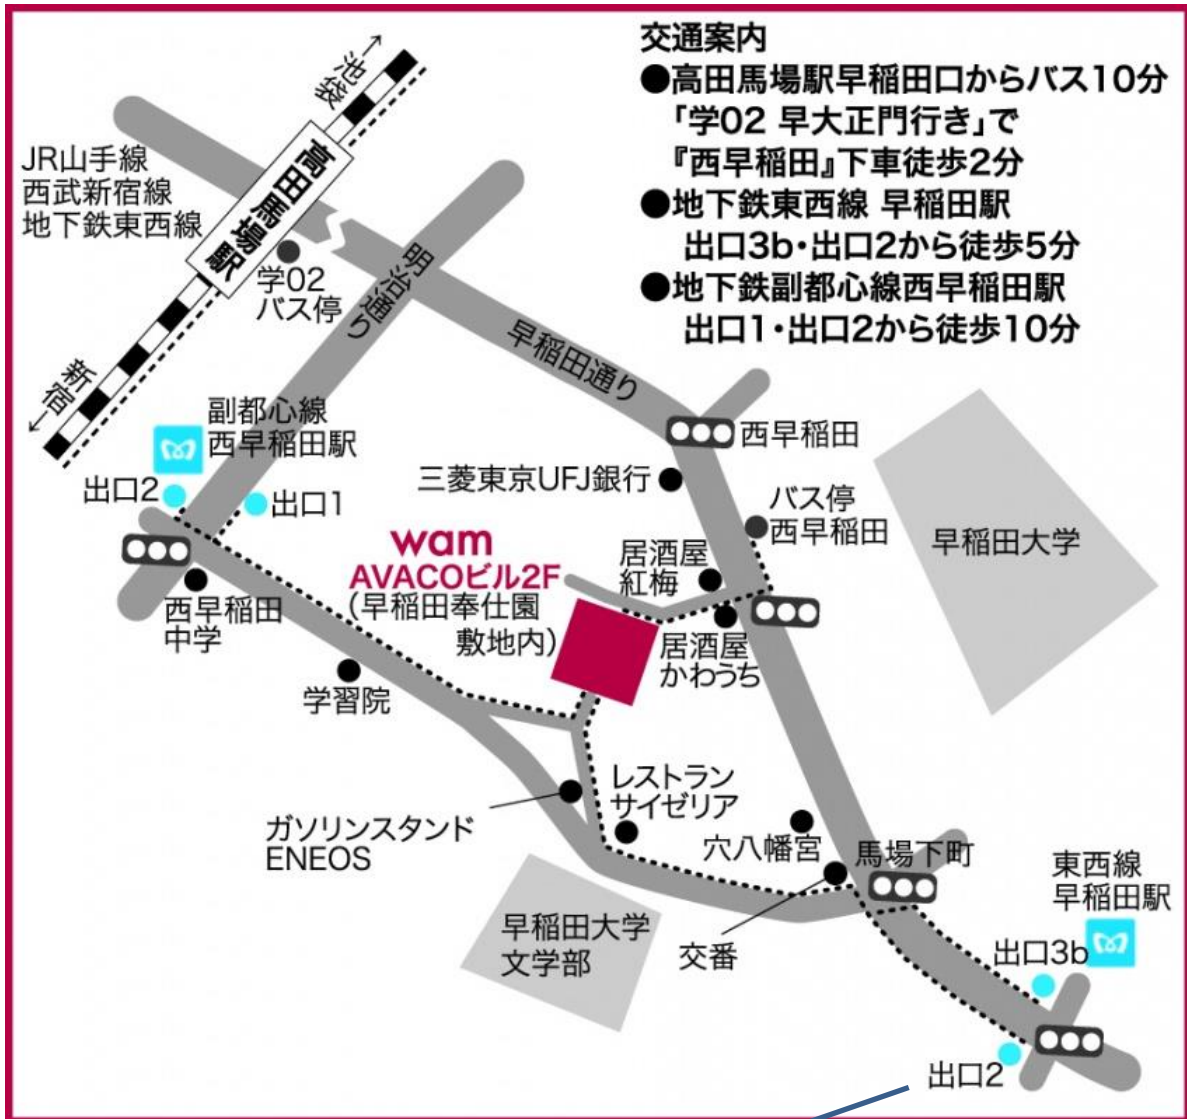 交通案内
●高田馬場駅早稲田口からバス10分
「学02 早大正門行き」で
『西早稲田』下車徒歩2分
●地下鉄東西線 早稲田駅
出口3b・出口2から徒歩5分
●地下鉄副都心線西早稲田駅
出口1・出口2から徒歩10分
→池袋
JR山手線
西武新宿線
地下鉄東西線
高田馬場駅
学02
バス停
明治通り
早稲田通り
←新宿
副都心線
西早稲田駅
出口2
出口1
西早稲田
三菱東京UFJ銀行
バス停
西早稲田
早稲田大学
wam
AVACOビル2F
(早稲田奉仕園
敷地内)
居酒屋
紅梅
居酒屋
かわうち
西早稲田
中学
学習院
レストラン
サイゼリア
ガソリンスタンド
ENEOS
穴八幡宮
馬場下町
東西線
早稲田駅
早稲田大学
文学部
交番
出口3b
出口2